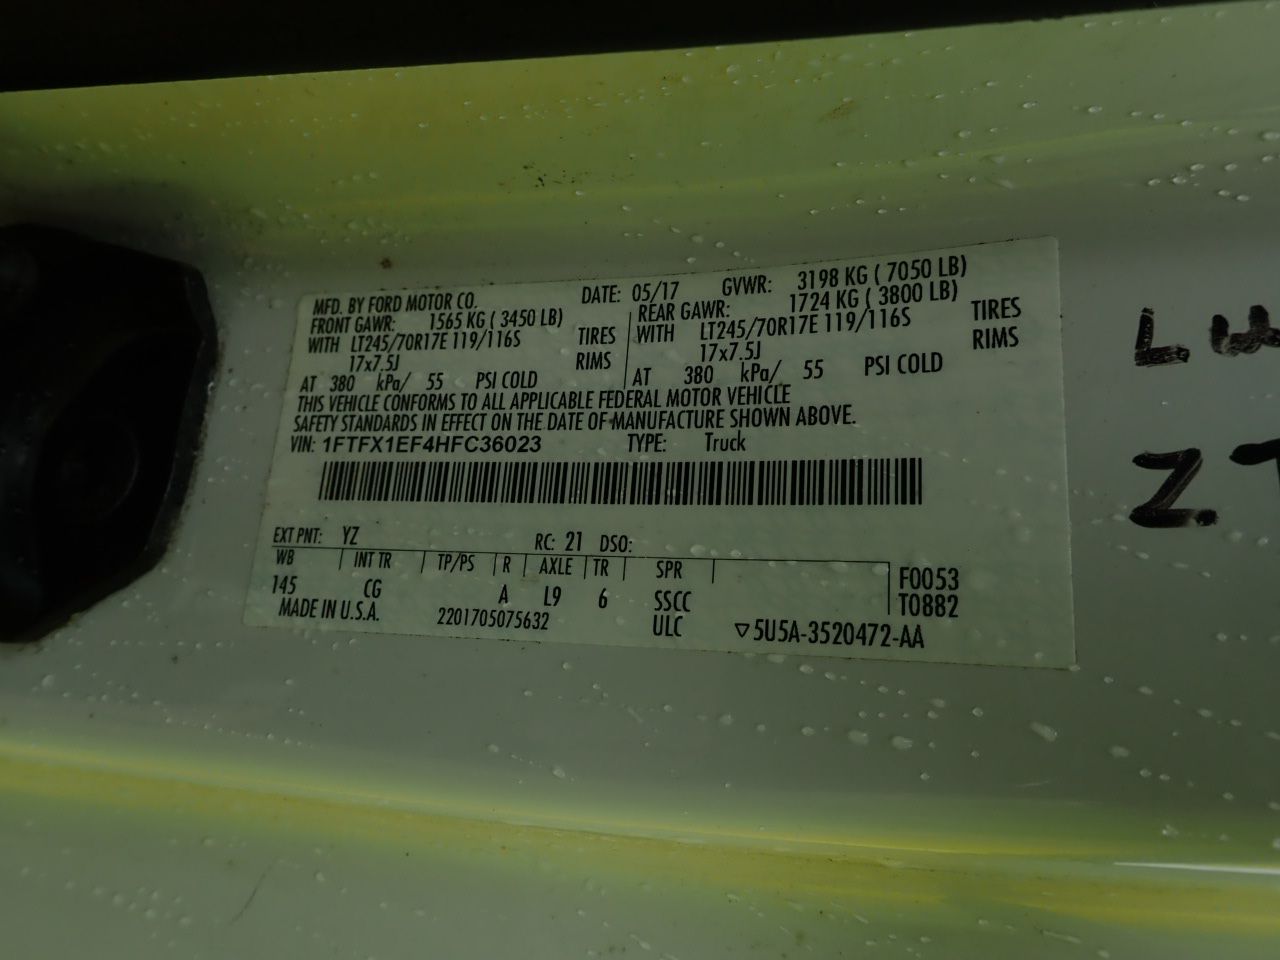 MFD. BY FORD MOTOR CO. DATE: 05/17 GVWR: 3198 KG ( 7050 LB)
FRONT GAWR: 1565 KG ( 3450 LB) REAR GAWR: 1724 KG ( 3800 LB)
WITH LT245/70R17E 119/116S TIRES WITH LT245/70R17E 119/116S TIRES
17x7.5J RIMS 17x7.5J RIMS
AT 380 kPa/ 55 PSI COLD AT 380 kPa/ 55 PSI COLD
THIS VEHICLE CONFORMS TO ALL APPLICABLE FEDERAL MOTOR VEHICLE
SAFETY STANDARDS IN EFFECT ON THE DATE OF MANUFACTURE SHOWN ABOVE.
VIN: 1FTFX1EF4HFC36023 TYPE: Truck
EXT PNT: YZ RC: 21 DSO:
WB INT TR TP/PS R AXLE TR SPR
145 CG A L9 6 SSCC F0053
T0882
MADE IN U.S.A. 2201705075632 ULC ▽5U5A-3520472-AA